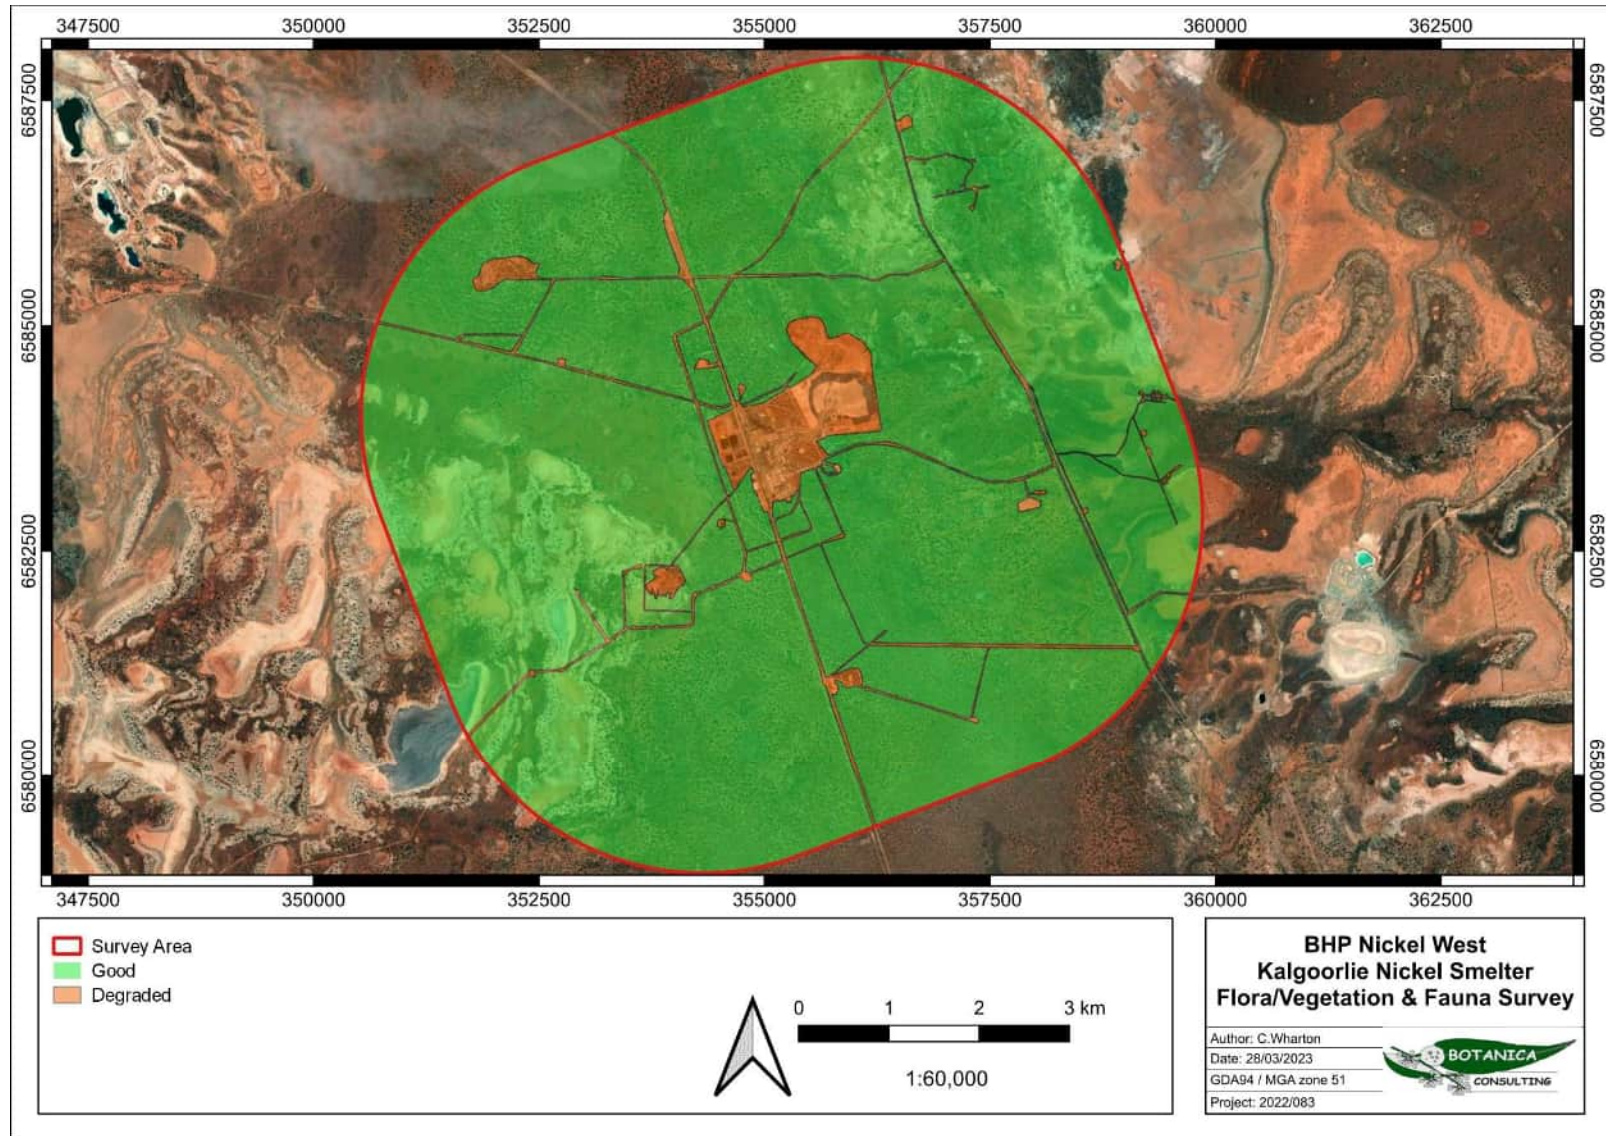 347500 350000 352500 355000 357500 360000 362500
6587500 6587500
6585000 6585000
6582500 6582500
6580000 6580000
347500 350000 352500 355000 357500 360000 362500
Survey Area
Good
Degraded
0 1 2 3 km
1:60,000
BHP Nickel West
Kalgoorlie Nickel Smelter
Flora/Vegetation & Fauna Survey
Author: C.Wharton
Date: 28/03/2023
GDA94 / MGA zone 51
Project: 2022/083
BOTANICA
CONSULTING